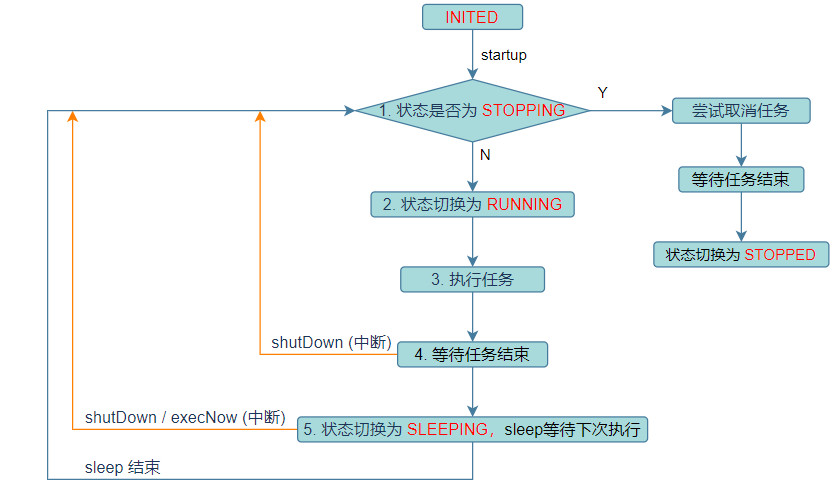 INITED
startup
1. 状态是否为 STOPPING
Y
尝试取消任务
N
等待任务结束
2. 状态切换为 RUNNING
状态切换为 STOPPED
3. 执行任务
shutDown (中断)
4. 等待任务结束
shutDown / execNow (中断)
5. 状态切换为 SLEEPING，sleep等待下次执行
sleep 结束